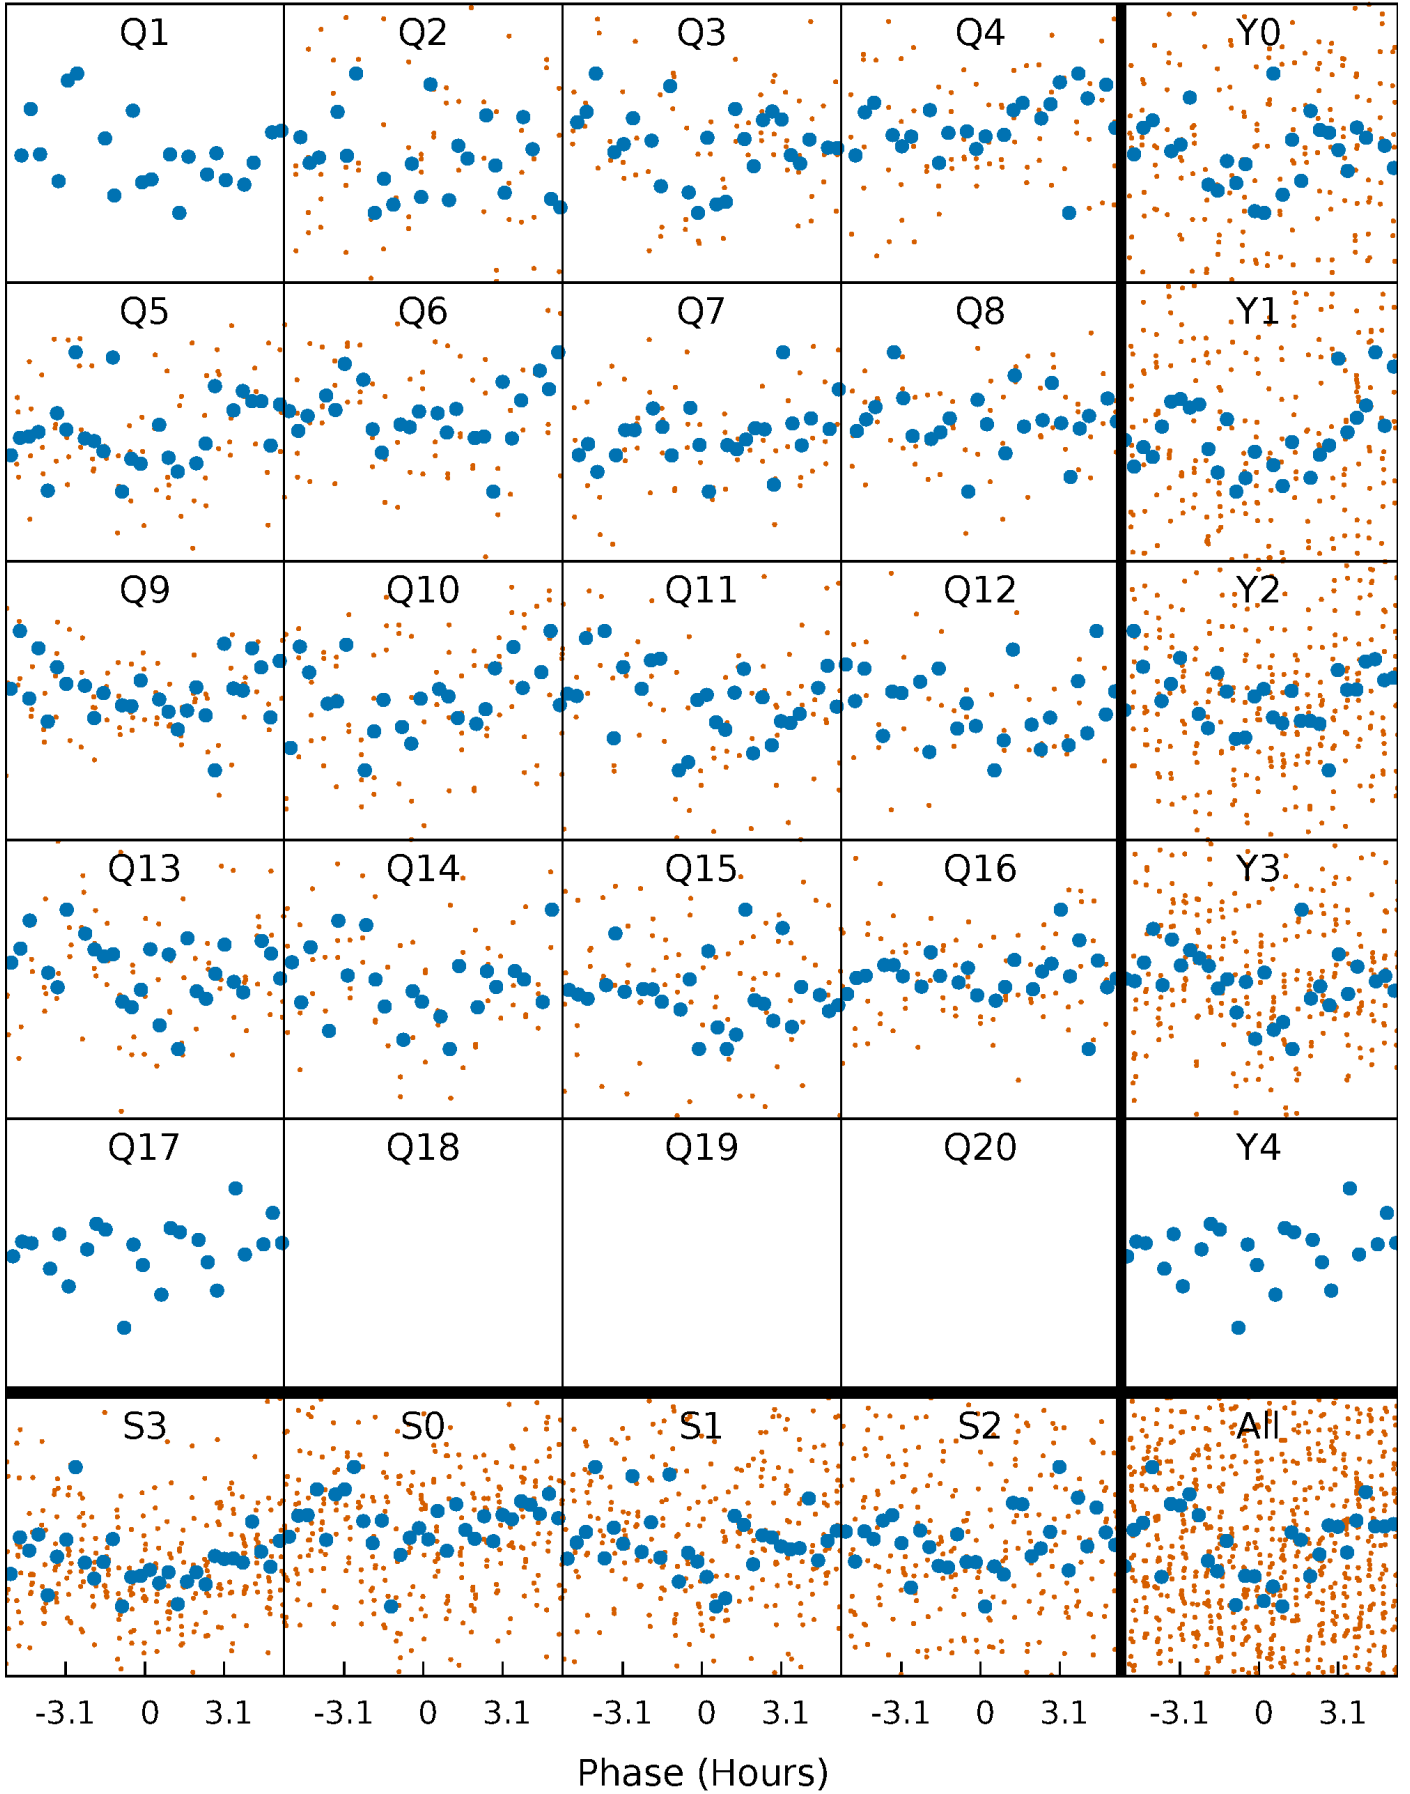 Q1 Q2 Q3 Q4 Y0
Q5 Q6 Q7 Q8 Y1
Q9 Q10 Q11 Q12 Y2
Q13 Q14 Q15 Q16 Y3
Q17 Q18 Q19 Q20 Y4
S3 S0 S1 S2 All
-3.1 0 3.1 -3.1 0 3.1 -3.1 0 3.1 -3.1 0 3.1 -3.1 0 3.1
Phase (Hours)